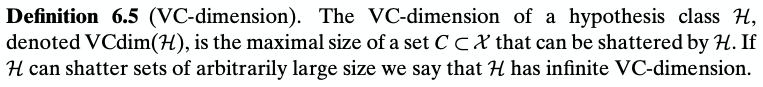 Definition 6.5 (VC-dimension). The VC-dimension of a hypothesis class ℋ,
denoted VCdim(ℋ), is the maximal size of a set C ⊂ 𝒳 that can be shattered by ℋ. If
ℋ can shatter sets of arbitrarily large size we say that ℋ has infinite VC-dimension.